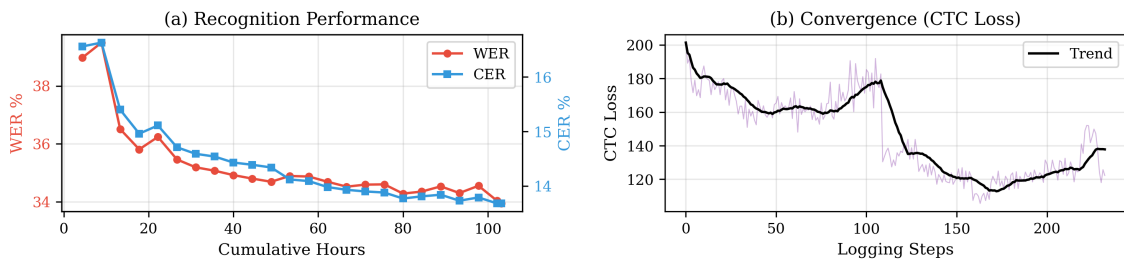 (a) Recognition Performance
WER %
38
36
34
WER
CER
16
15
14
CER %
0 20 40 60 80 100
Cumulative Hours
(b) Convergence (CTC Loss)
CTC Loss
200
180
160
140
120
Trend
0 50 100 150 200
Logging Steps